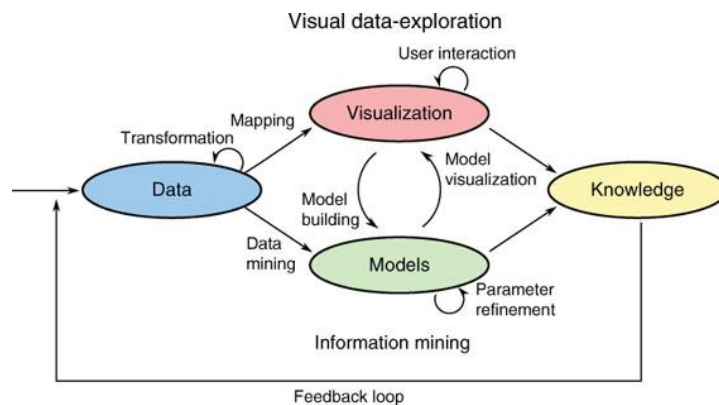 Visual data-exploration
User interaction
Visualization
Mapping
Transformation
Data
Model
visualization
Model
building
Knowledge
Data
mining
Models
Parameter
refinement
Information mining
Feedback loop